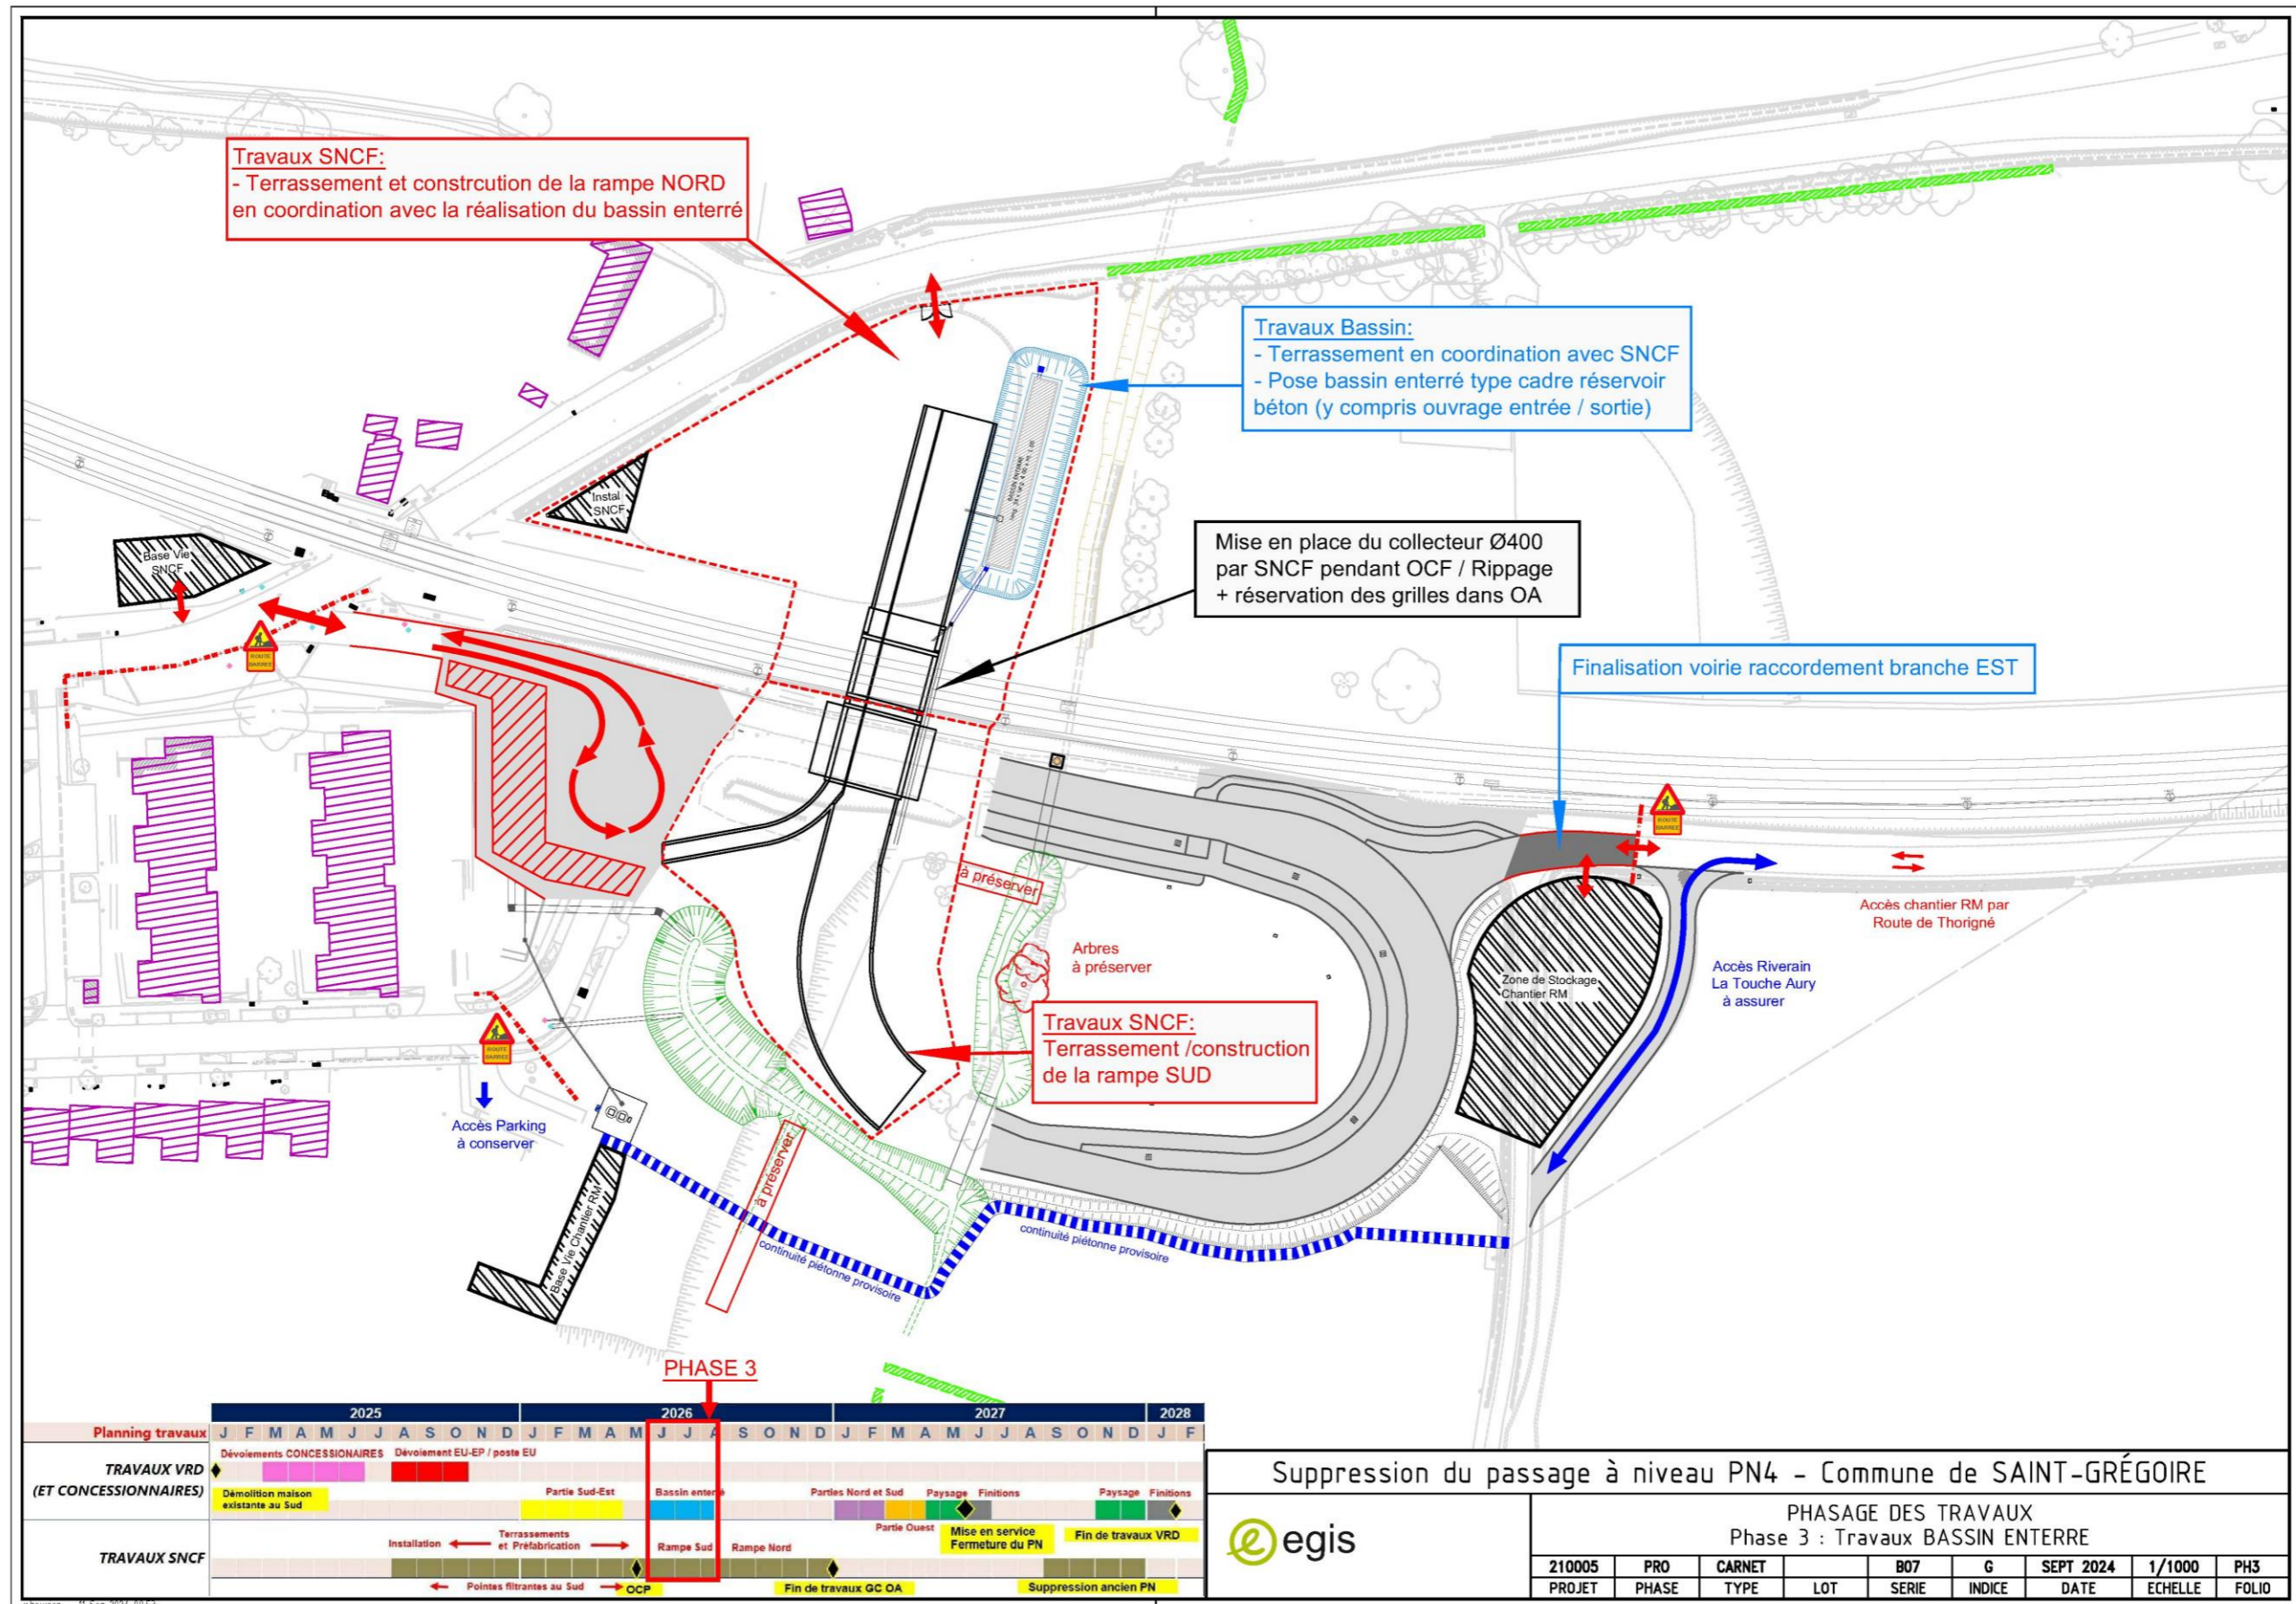 Travaux SNCF:
- Terrassement et constrcution de la rampe NORD
en coordination avec la réalisation du bassin enterré
Travaux Bassin:
- Terrassement en coordination avec SNCF
- Pose bassin enterré type cadre réservoir
béton (y compris ouvrage entrée / sortie)
Instal
SNCF
Base Vie
SNCF
BASSIN ENTERRE
Mise en place du collecteur Ø400
par SNCF pendant OCF / Rippage
+ réservation des grilles dans OA
Finalisation voirie raccordement branche EST
ROUTE
BARREE
ROUTE
BARREE
à préserver
Arbres
à préserver
Accès chantier RM par
Route de Thorigné
Zone de Stockage
Chantier RM
Accès Riverain
La Touche Aury
à assurer
Travaux SNCF:
Terrassement /construction
de la rampe SUD
ROUTE
BARREE
Accès Parking
à conserver
à préserver
Base Vie Chantier RM
continuité piétonne provisoire
continuité piétonne provisoire
PHASE 3
2025 2026 2027 2028
Planning travaux J F M A M J J A S O N D J F M A M J J A S O N D J F M A M J J A S O N D J F
Dévoiements CONCESSIONAIRES Dévoiement EU-EP / poste EU
TRAVAUX VRD
(ET CONCESSIONNAIRES)
Démolition maison
existante au Sud
Partie Sud-Est Bassin enterré Parties Nord et Sud Paysage Finitions Paysage Finitions
Partie Ouest
Mise en service
Fermeture du PN
Fin de travaux VRD
TRAVAUX SNCF
Installation
Terrassements
et Préfabrication
Rampe Sud Rampe Nord
Pointes filtrantes au Sud OCP Fin de travaux GC OA Suppression ancien PN
Suppression du passage à niveau PN4 - Commune de SAINT-GRÉGOIRE
egis
PHASAGE DES TRAVAUX
Phase 3 : Travaux BASSIN ENTERRE
210005 PRO CARNET B07 G SEPT 2024 1/1000 PH3
PROJET PHASE TYPE LOT SERIE INDICE DATE ECHELLE FOLIO